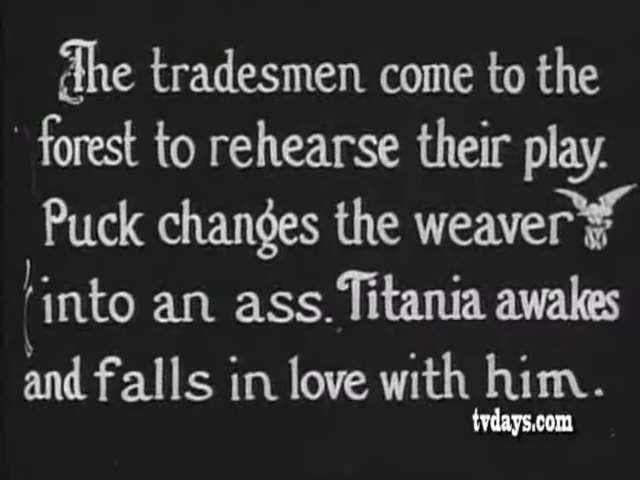 The tradesmen come to the
forest to rehearse their play.
Puck changes the weaver
into an ass. Titania awakes
and falls in love with him.
tvdays.com